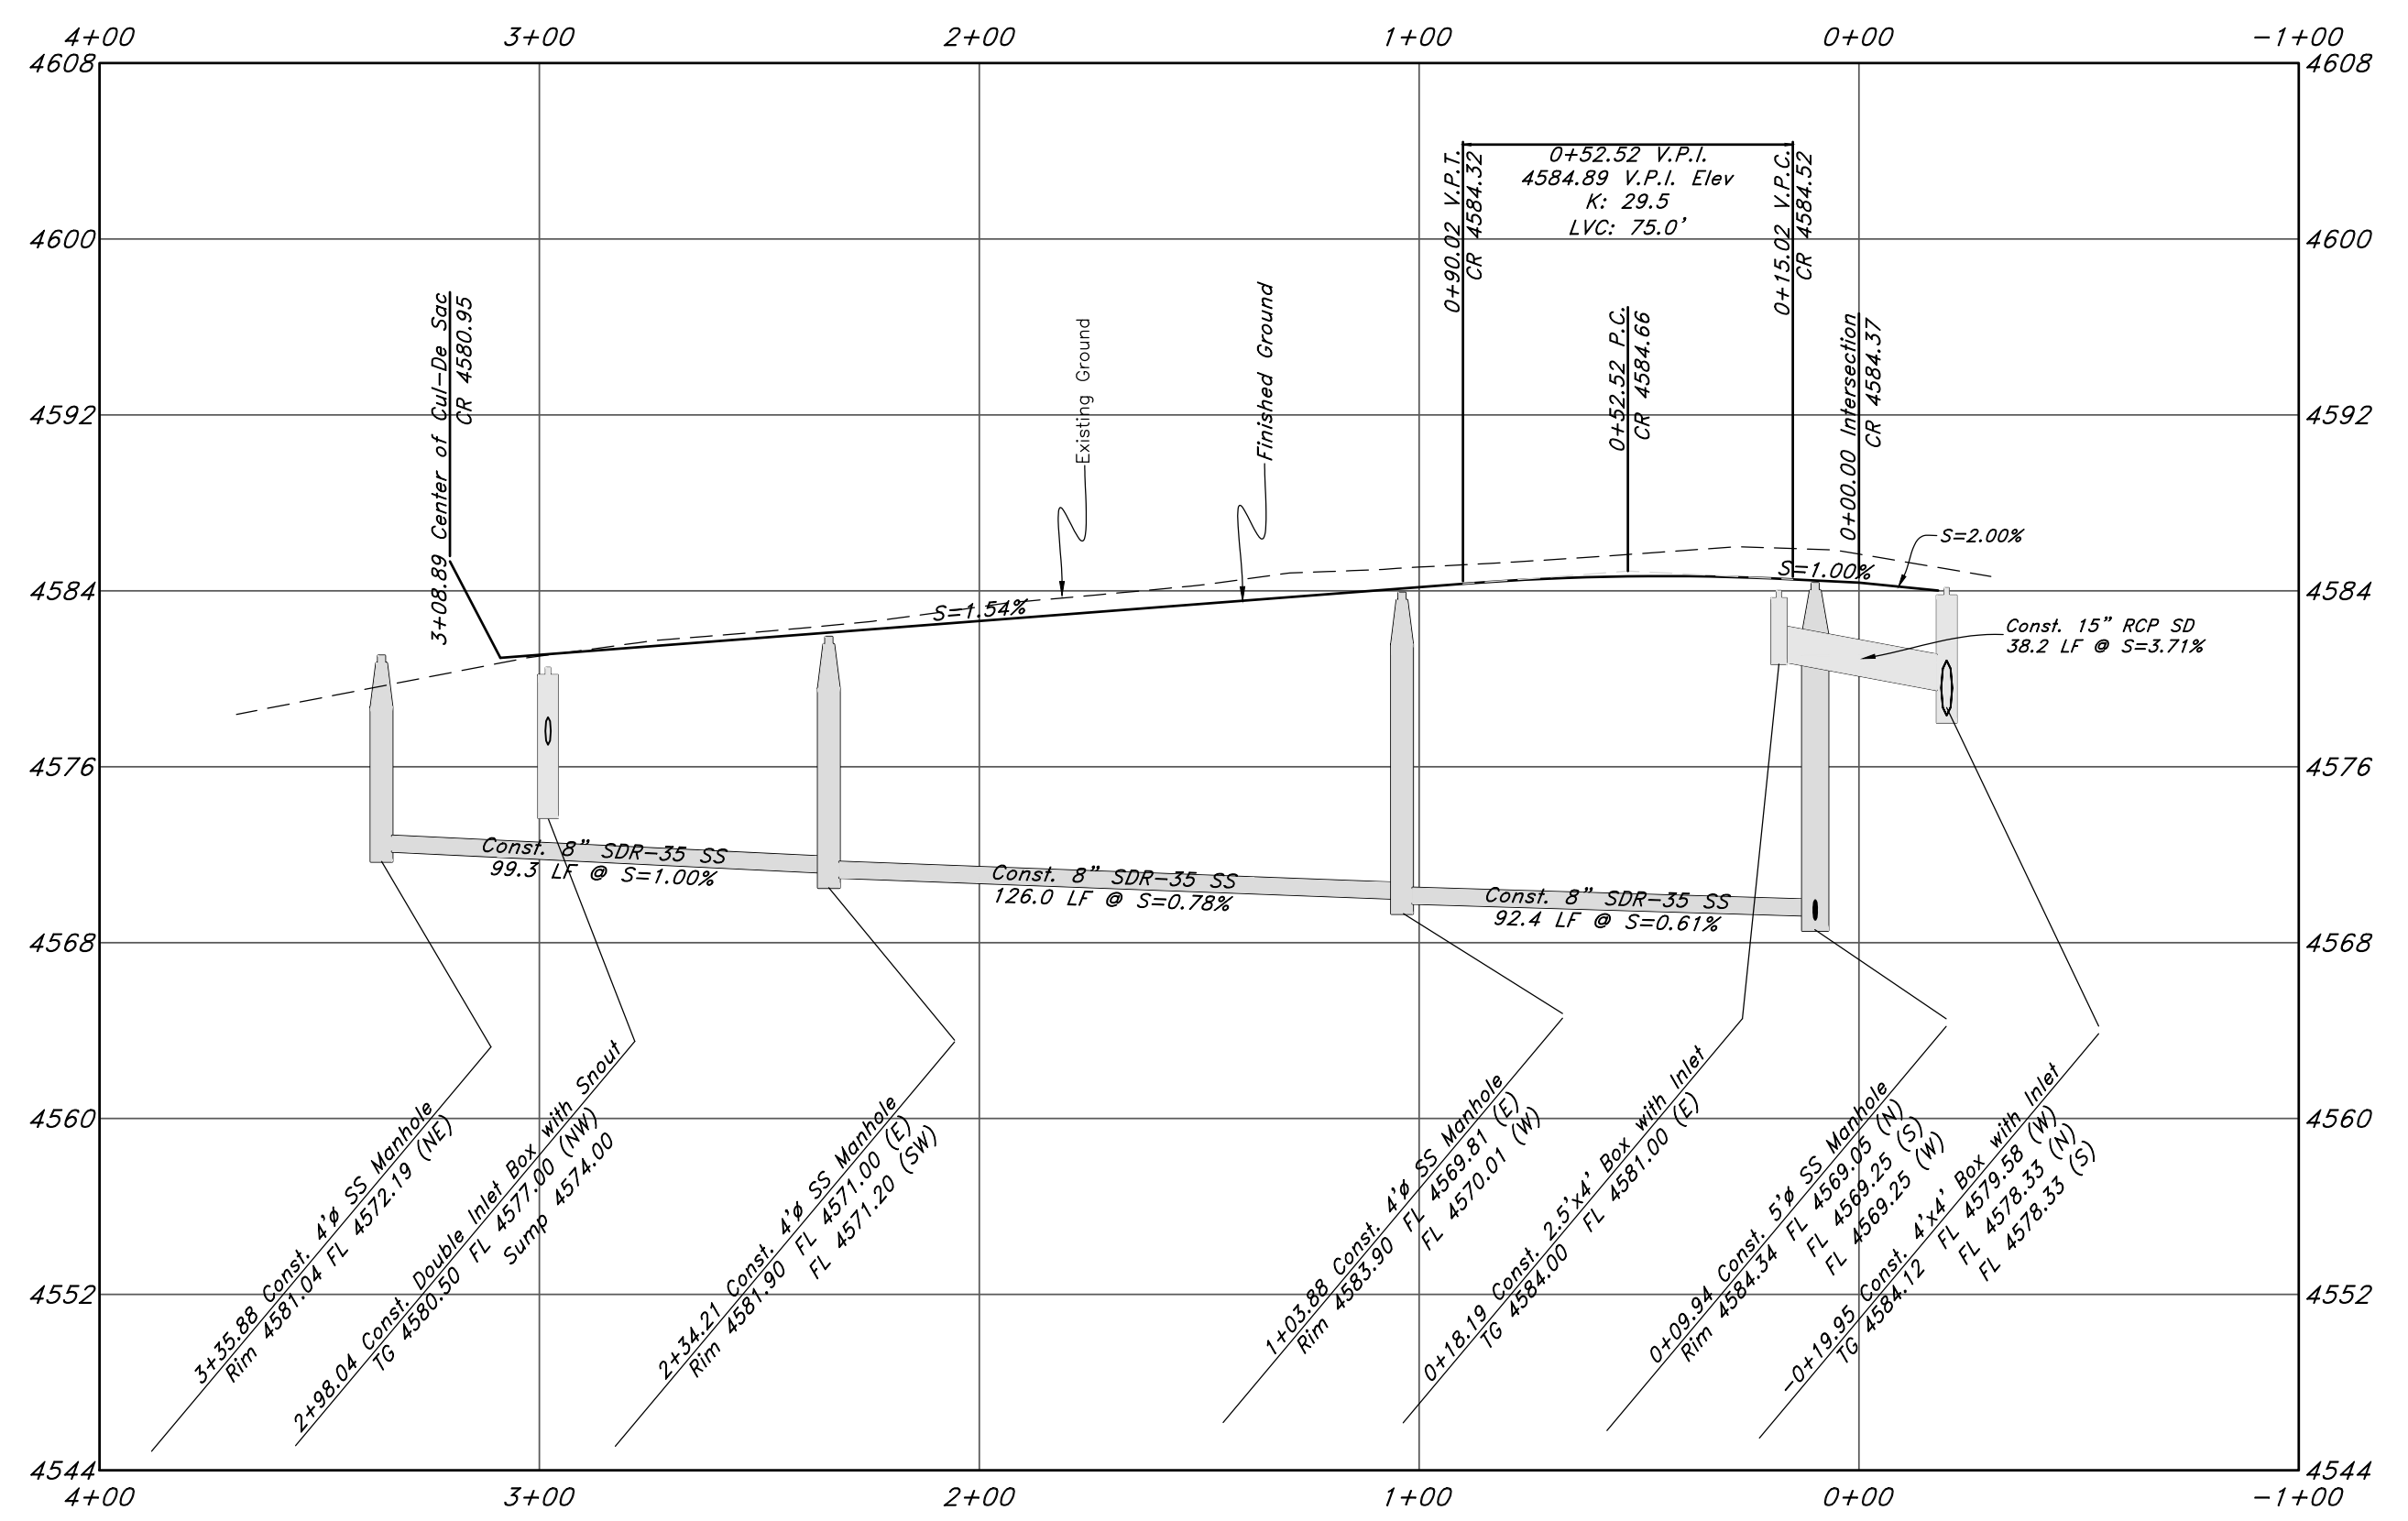 4+00
3+00
2+00
1+00
0+00
-1+00
4608
4608
4600
4600
4592
4592
4584
4584
4576
4576
4568
4568
4560
4560
4552
4552
4544
4544
3+08.89 Center of Cul-De Sac
CR 4580.95
Existing Ground
Finished Ground
0+90.02 V.P.T.
CR 4584.32
0+52.52 V.P.I.
4584.89 V.P.I. Elev
K: 29.5
LVC: 75.0'
0+15.02 V.P.C.
CR 4584.52
0+52.52 P.C.
CR 4584.66
0+00.00 Intersection
CR 4584.37
S=2.00%
S=1.00%
S=1.54%
Const. 15" RCP SD
38.2 LF @ S=3.71%
Const. 8" SDR-35 SS
99.3 LF @ S=1.00%
Const. 8" SDR-35 SS
126.0 LF @ S=0.78%
Const. 8" SDR-35 SS
92.4 LF @ S=0.61%
3+35.88 Const. 4'ø SS Manhole
Rim 4581.04 FL 4572.19 (NE)
2+98.04 Const. Double Inlet Box with Snout
TG 4580.50 FL 4577.00 (NW)
Sump 4574.00
2+34.21 Const. 4'ø SS Manhole
Rim 4581.90 FL 4571.00 (E)
FL 4571.20 (SW)
1+03.88 Const. 4'ø SS Manhole
Rim 4583.90 FL 4569.81 (E)
FL 4570.01 (W)
0+18.19 Const. 2.5'x4' Box with Inlet
TG 4584.00 FL 4581.00 (E)
0+09.94 Const. 5'ø SS Manhole
Rim 4584.34 FL 4569.05 (N)
FL 4569.25 (S)
FL 4569.25 (W)
-0+19.95 Const. 4'x4' Box with Inlet
TG 4584.12 FL 4579.58 (W)
FL 4578.33 (N)
FL 4578.33 (S)
4+00
3+00
2+00
1+00
0+00
-1+00